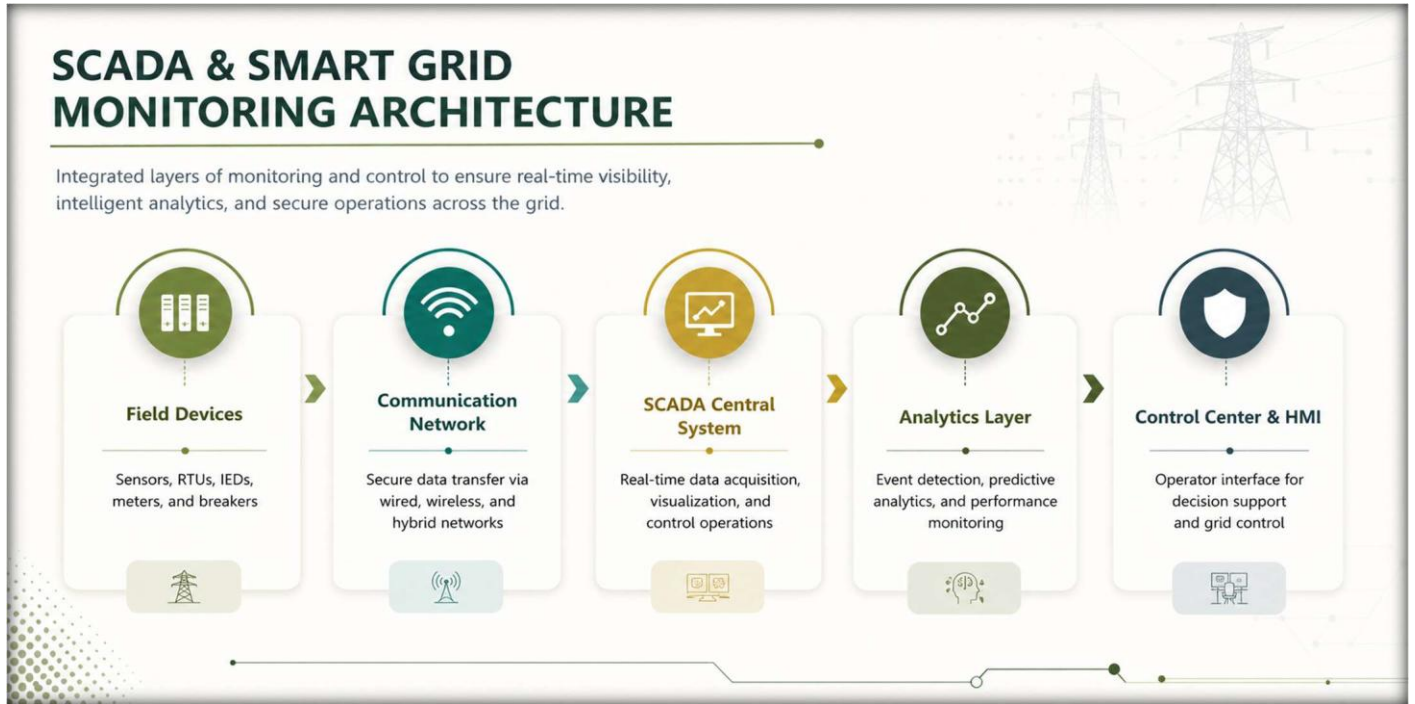 SCADA & SMART GRID
MONITORING ARCHITECTURE
Integrated layers of monitoring and control to ensure real-time visibility,
intelligent analytics, and secure operations across the grid.
Field Devices
Sensors, RTUs, IEDs,
meters, and breakers
Communication
Network
Secure data transfer via
wired, wireless, and
hybrid networks
SCADA Central
System
Real-time data acquisition,
visualization, and
control operations
Analytics Layer
Event detection, predictive
analytics, and performance
monitoring
Control Center & HMI
Operator interface for
decision support
and grid control